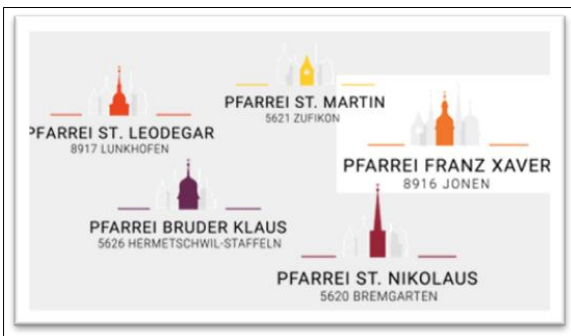 PFARREI ST. MARTIN
5621 ZUFIKON
PFARREI ST. LEODEGAR
8917 LUNKHOFEN
PFARREI FRANZ XAVER
8916 JONEN
PFARREI BRUDER KLAUS
5626 HERMETSCHWIL-STAFFELN
PFARREI ST. NIKOLAUS
5620 BREMGARTEN